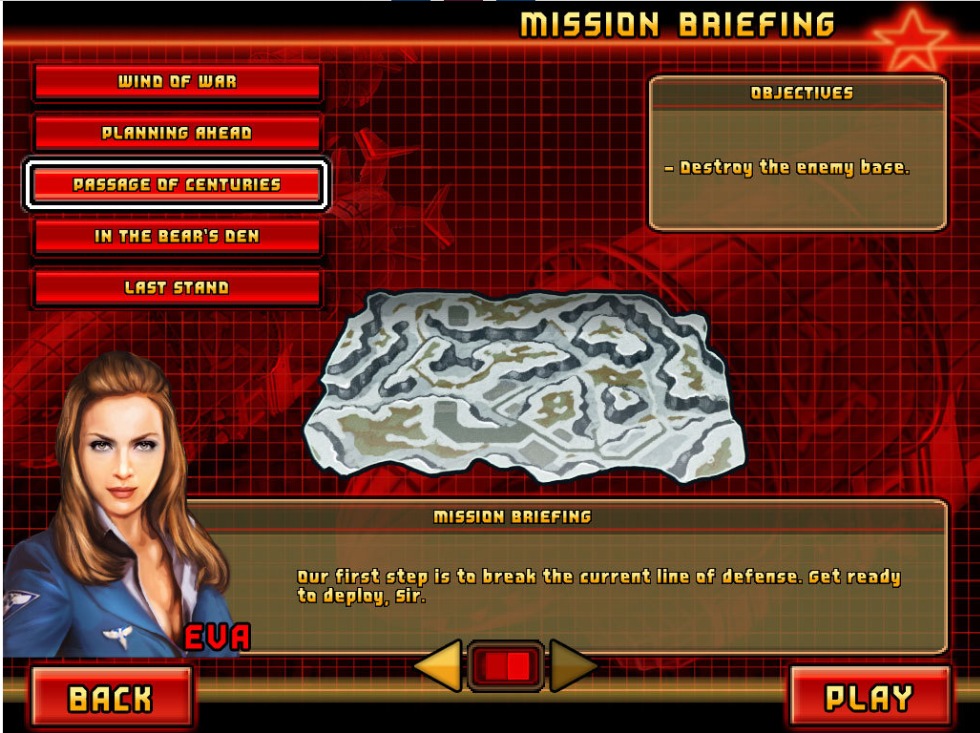 MISSION BRIEFING
WIND OF WAR
PLANNING AHEAD
PASSAGE OF CENTURIES
IN THE BEAR'S DEN
LAST STAND
OBJECTIVES
- Destroy the enemy base.
MISSION BRIEFING
Our first step is to break the current line of defense. Get ready
to deploy, Sir.
EVA
BACK
PLAY